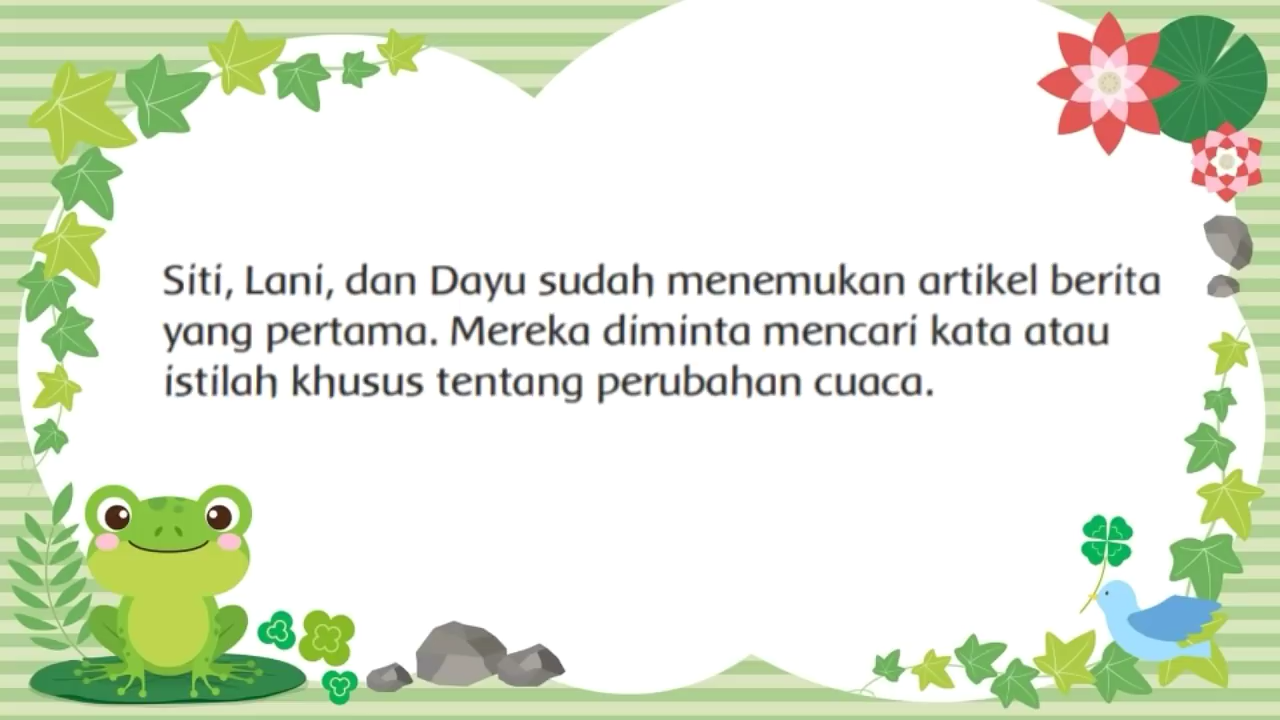 Siti, Lani, dan Dayu sudah menemukan artikel berita
yang pertama. Mereka diminta mencari kata atau
istilah khusus tentang perubahan cuaca.